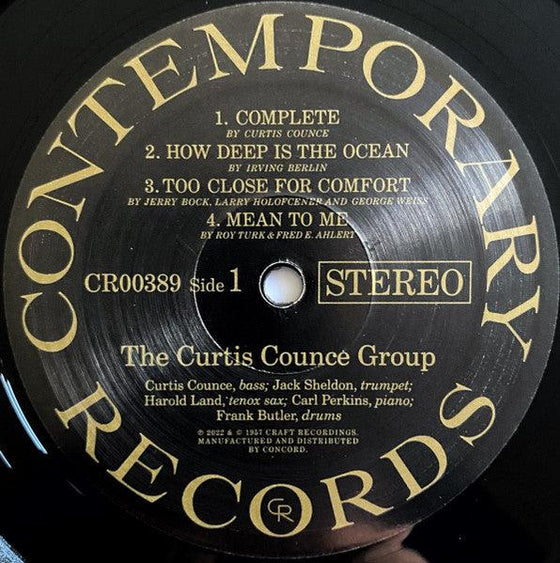 CONTEMPORARY
1. COMPLETE
BY CURTIS COUNCE
2. HOW DEEP IS THE OCEAN
BY IRVING BERLIN
3. TOO CLOSE FOR COMFORT
BY JERRY BOCK, LARRY HOLOFCENER AND GEORGE WEISS
4. MEAN TO ME
BY ROY TURK & FRED E. AHLERT
CR00389 Side 1
STEREO
The Curtis Counce Group
Curtis Counce, bass; Jack Sheldon, trumpet;
Harold Land, tenox sax; Carl Perkins, piano;
Frank Butler, drums
℗ 2022 & © 1957 CRAFT RECORDINGS.
MANUFACTURED AND DISTRIBUTED
BY CONCORD.
CR
RECORDS